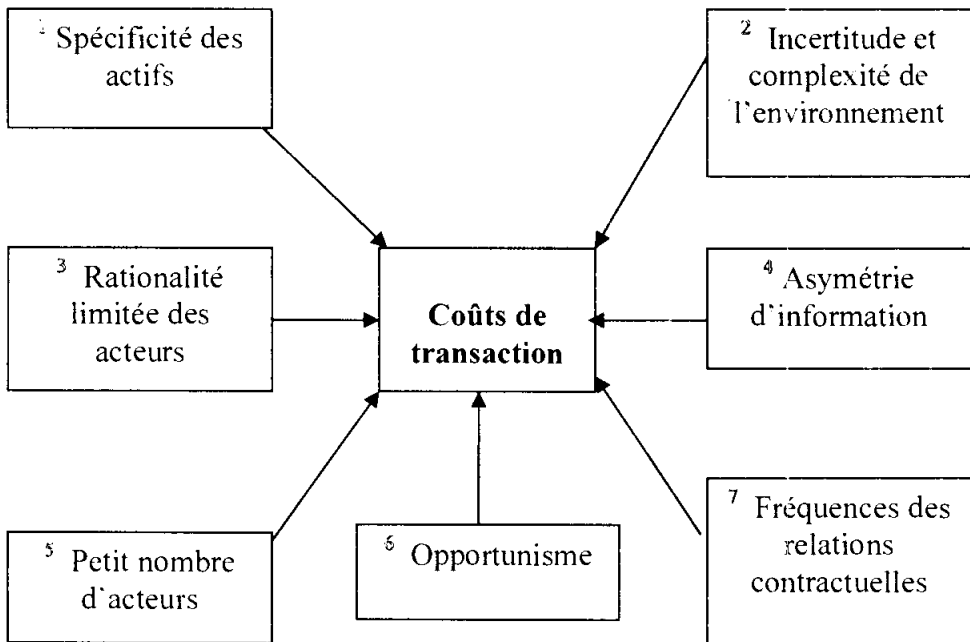 1 Spécificité des
actifs
2 Incertitude et
complexité de
l'environnement
3 Rationalité
limitée des
acteurs
Coûts de
transaction
4 Asymétrie
d'information
5 Petit nombre
d'acteurs
6 Opportunisme
7 Fréquences des
relations
contractuelles